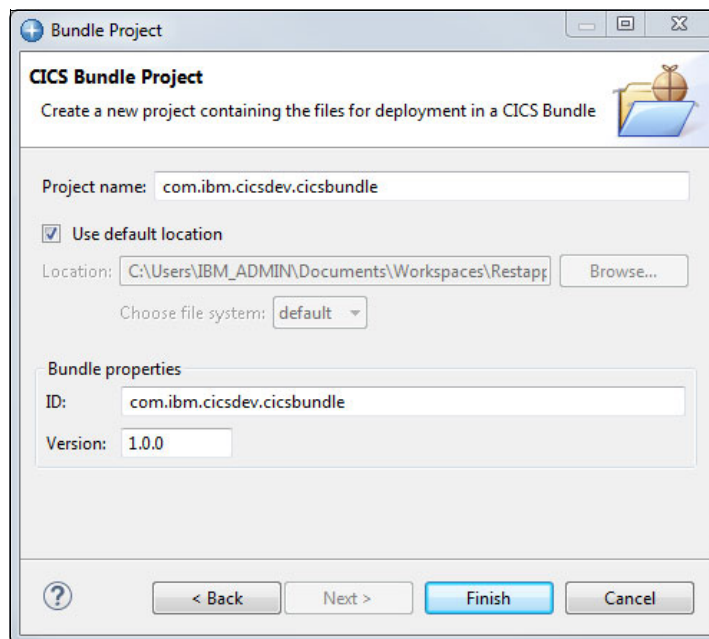 Bundle Project
CICS Bundle Project
Create a new project containing the files for deployment in a CICS Bundle
Project name: com.ibm.cicsdev.cicsbundle
Use default location
Location: C:\Users\IBM_ADMIN\Documents\Workspaces\Restapp Browse...
Choose file system: default
Bundle properties
ID: com.ibm.cicsdev.cicsbundle
Version: 1.0.0
? < Back Next > Finish Cancel